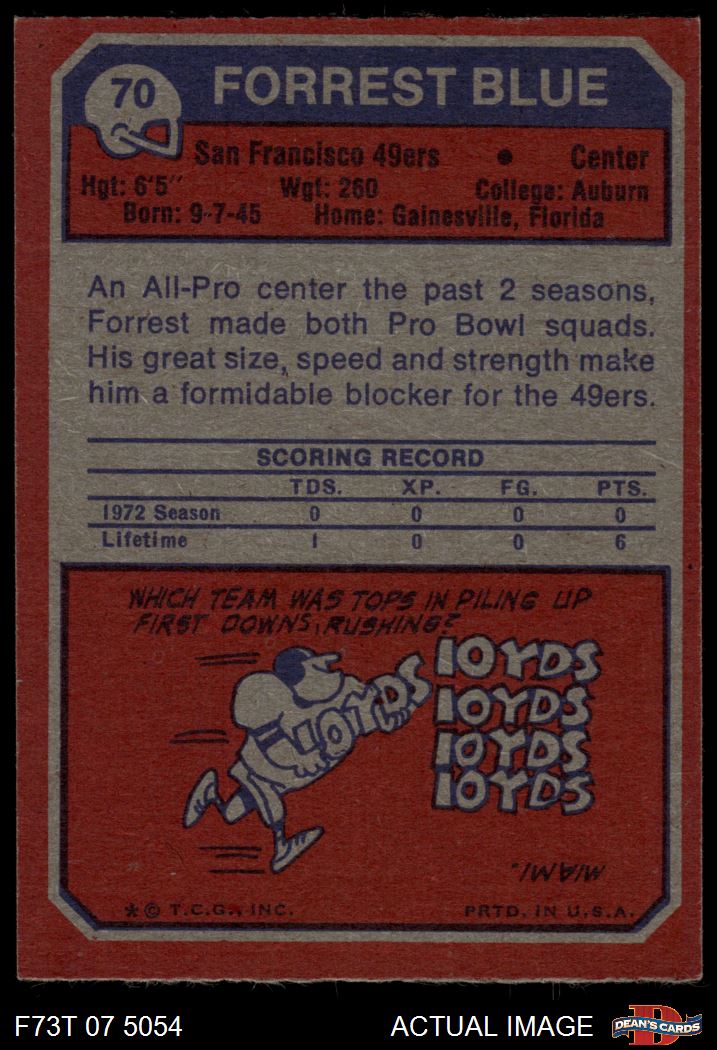 70
FORREST BLUE
San Francisco 49ers • Center
Hgt: 6'5" Wgt: 260 College: Auburn
Born: 9-7-45 Home: Gainesville, Florida
An All-Pro center the past 2 seasons,
Forrest made both Pro Bowl squads.
His great size, speed and strength make
him a formidable blocker for the 49ers.
SCORING RECORD
TDS. XP. FG. PTS.
1972 Season 0 0 0 0
Lifetime 1 0 0 6
WHICH TEAM WAS TOPS IN PILING UP
FIRST DOWNS, RUSHING?
10YDS
10YDS
10YDS
10YDS
10YDS
MIAMI.
* © T.C.G., INC. PRTD. IN U.S.A.
F73T 07 5054 ACTUAL IMAGE
D
DEAN'S CARDS